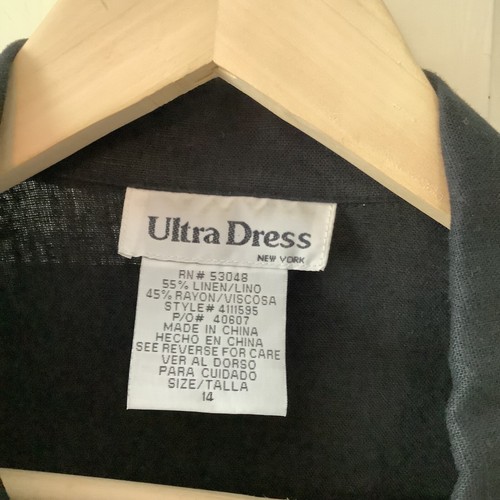 Ultra Dress
NEW YORK
RN# 53048
55% LINEN/LINO
45% RAYON/VISCOSA
STYLE# 4111595
P/O# 40607
MADE IN CHINA
HECHO EN CHINA
SEE REVERSE FOR CARE
VER AL DORSO
PARA CUIDADO
SIZE/TALLA
14